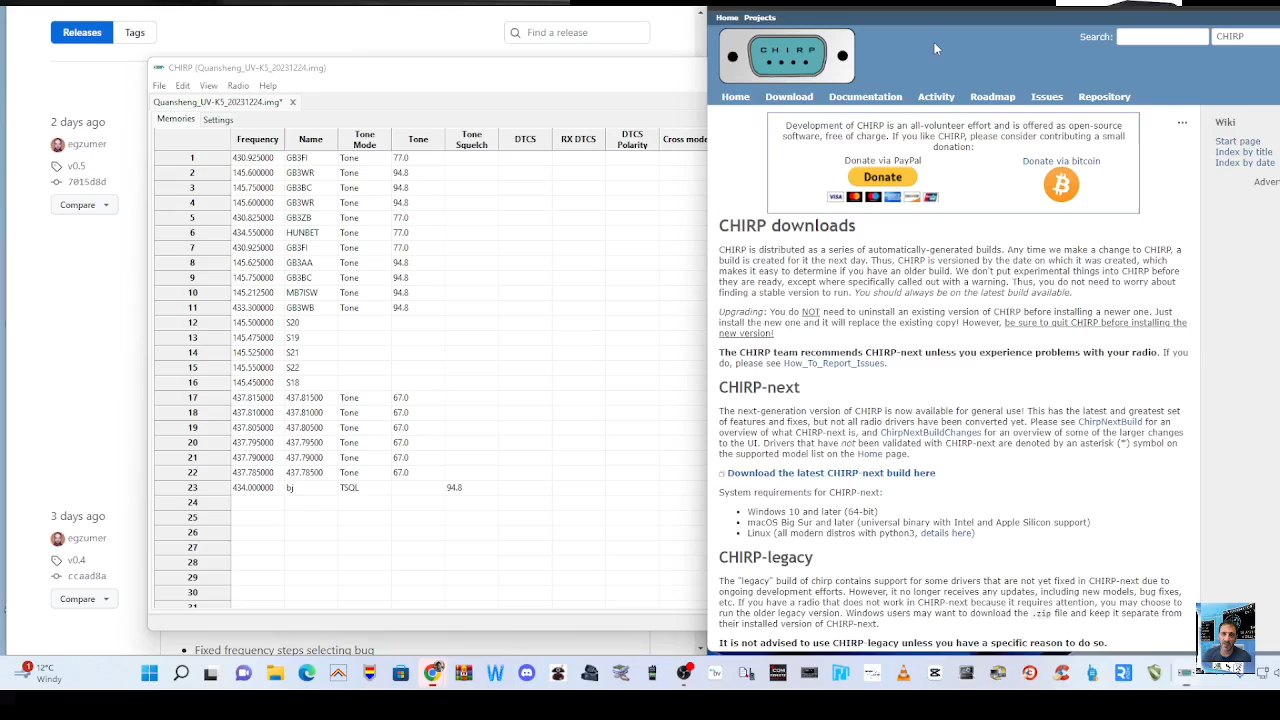 Releases
Tags
Find a release
2 days ago
egzumer
v0.5
7015d8d
Compare
3 days ago
egzumer
v0.4
ccaad8a
Compare
CHIRP (Quansheng_UV-K5_20231224.img)
File Edit View Radio Help
Quansheng_UV-K5_20231224.img* ×
Memories Settings
Frequency Name Tone Mode Tone Tone Squelch DTCS RX DTCS DTCS Polarity Cross mode
1 430.925000 GB3FI Tone 77.0
2 145.600000 GB3WR Tone 94.8
3 145.750000 GB3BC Tone 94.8
4 145.600000 GB3WR Tone 94.8
5 430.825000 GB3ZB Tone 77.0
6 434.550000 HUNBET Tone 77.0
7 430.925000 GB3FI Tone 77.0
8 145.625000 GB3AA Tone 94.8
9 145.750000 GB3BC Tone 94.8
10 145.212500 MB7ISW Tone 94.8
11 433.300000 GB3WB Tone 94.8
12 145.500000 S20
13 145.475000 S19
14 145.525000 S21
15 145.550000 S22
16 145.450000 S18
17 437.815000 437.81500 Tone 67.0
18 437.810000 437.81000 Tone 67.0
19 437.805000 437.80500 Tone 67.0
20 437.795000 437.79500 Tone 67.0
21 437.790000 437.79000 Tone 67.0
22 437.785000 437.78500 Tone 67.0
23 434.000000 bj TSQL 94.8
24
25
26
27
28
29
30
31
• Fixed frequency steps selecting bug
Home Projects
CHIRP
Search: CHIRP
Home Download Documentation Activity Roadmap Issues Repository
Development of CHIRP is an all-volunteer effort and is offered as open-source
software, free of charge. If you like CHIRP, please consider contributing a small
donation:
Donate via PayPal Donate via bitcoin
Donate
VISA
CHIRP downloads
CHIRP is distributed as a series of automatically-generated builds. Any time we make a change to CHIRP, a
build is created for it the next day. Thus, CHIRP is versioned by the date on which it was created, which
makes it easy to determine if you have an older build. We don't put experimental things into CHIRP before
they are ready, except where specifically called out with a warning. Thus, you do not need to worry about
finding a stable version to run. You should always be on the latest build available.
Upgrading: You do NOT need to uninstall an existing version of CHIRP before installing a newer one. Just
install the new one and it will replace the existing copy! However, be sure to quit CHIRP before installing the
new version!
The CHIRP team recommends CHIRP-next unless you experience problems with your radio. If you
do, please see How_To_Report_Issues.
CHIRP-next
The next-generation version of CHIRP is now available for general use! This has the latest and greatest set
of features and fixes, but not all radio drivers have been converted yet. Please see ChirpNextBuild for an
overview of what CHIRP-next is, and ChirpNextBuildChanges for an overview of some of the larger changes
to the UI. Drivers that have not been validated with CHIRP-next are denoted by an asterisk (*) symbol on
the supported model list on the Home page.
Download the latest CHIRP-next build here
System requirements for CHIRP-next:
• Windows 10 and later (64-bit)
• macOS Big Sur and later (universal binary with Intel and Apple Silicon support)
• Linux (all modern distros with python3, details here)
CHIRP-legacy
The "legacy" build of chirp contains support for some drivers that are not yet fixed in CHIRP-next due to
ongoing development efforts. However, it no longer receives any updates, including new models, bug fixes,
etc. If you have a radio that does not work in CHIRP-next because it requires attention, you may choose to
run the older legacy version. Windows users may want to download the .zip file and keep it separate from
their installed version of CHIRP-next.
It is not advised to use CHIRP-legacy unless you have a specific reason to do so.
Wiki
Start page
Index by title
Index by date
Adver
12°C
Windy